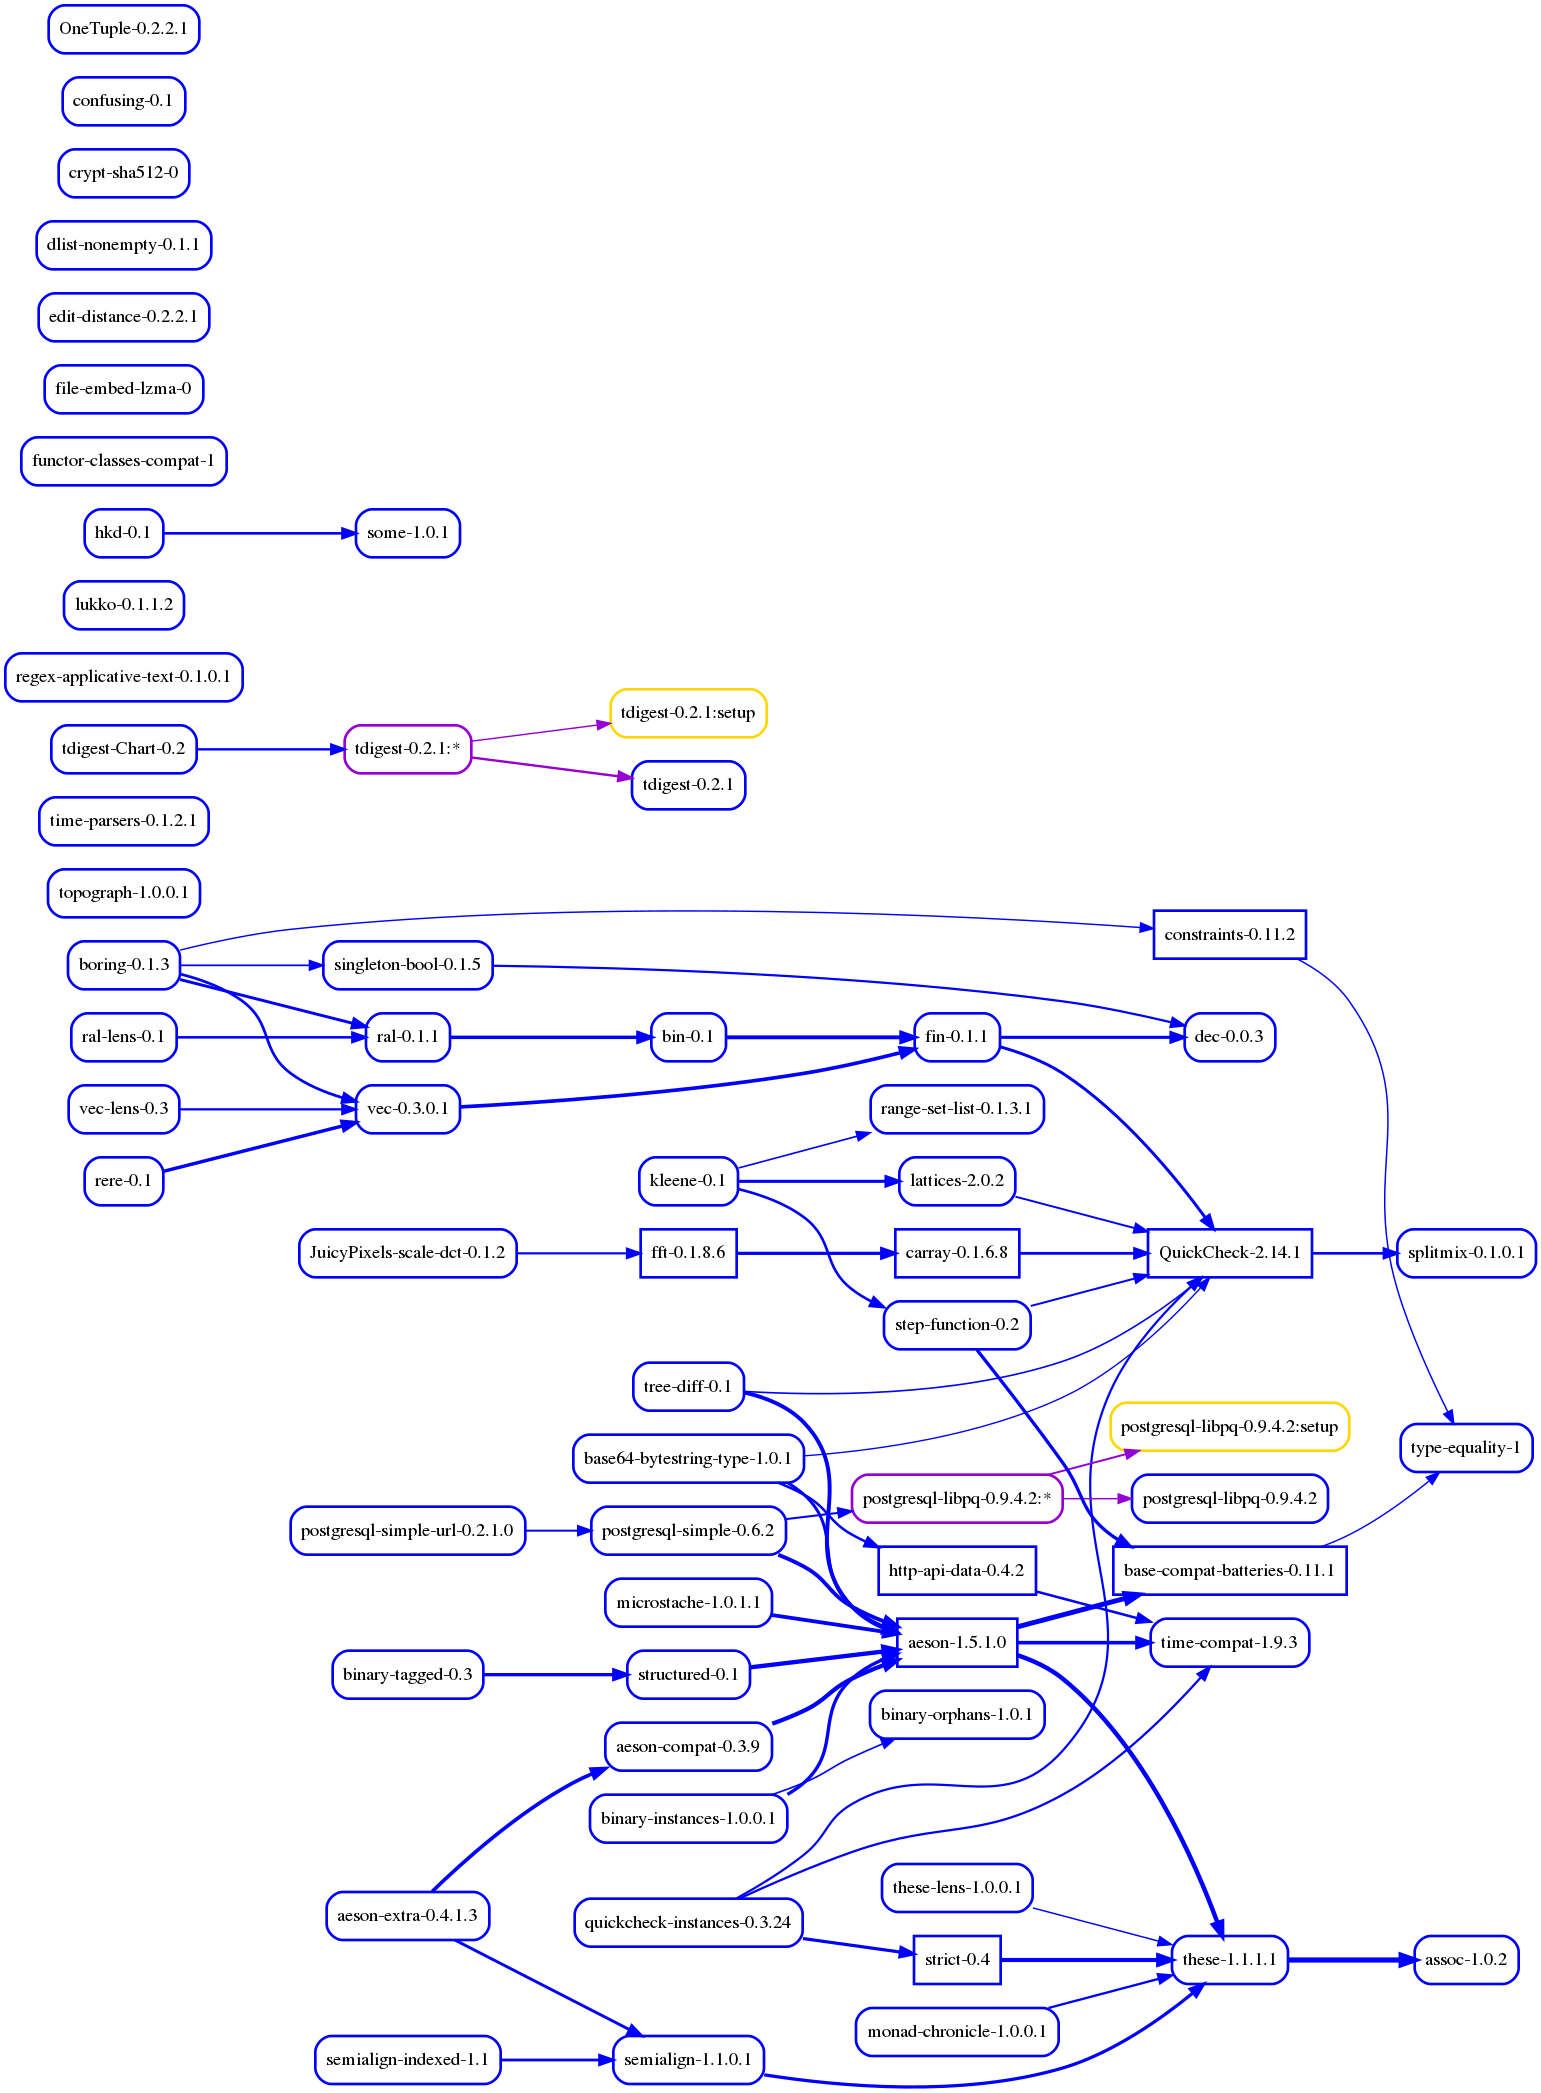 OneTuple-0.2.2.1
confusing-0.1
crypt-sha512-0
dlist-nonempty-0.1.1
edit-distance-0.2.2.1
file-embed-lzma-0
functor-classes-compat-1
hkd-0.1
some-1.0.1
lukko-0.1.1.2
regex-applicative-text-0.1.0.1
tdigest-0.2.1:setup
tdigest-Chart-0.2
tdigest-0.2.1:*
tdigest-0.2.1
time-parsers-0.1.2.1
topograph-1.0.0.1
constraints-0.11.2
boring-0.1.3
singleton-bool-0.1.5
ral-lens-0.1
ral-0.1.1
bin-0.1
fin-0.1.1
dec-0.0.3
vec-lens-0.3
vec-0.3.0.1
range-set-list-0.1.3.1
rere-0.1
kleene-0.1
lattices-2.0.2
JuicyPixels-scale-dct-0.1.2
fft-0.1.8.6
carray-0.1.6.8
QuickCheck-2.14.1
splitmix-0.1.0.1
step-function-0.2
tree-diff-0.1
postgresql-libpq-0.9.4.2:setup
type-equality-1
base64-bytestring-type-1.0.1
postgresql-libpq-0.9.4.2:*
postgresql-libpq-0.9.4.2
postgresql-simple-url-0.2.1.0
postgresql-simple-0.6.2
http-api-data-0.4.2
base-compat-batteries-0.11.1
microstache-1.0.1.1
aeson-1.5.1.0
time-compat-1.9.3
binary-tagged-0.3
structured-0.1
binary-orphans-1.0.1
aeson-compat-0.3.9
binary-instances-1.0.0.1
these-lens-1.0.0.1
aeson-extra-0.4.1.3
quickcheck-instances-0.3.24
strict-0.4
these-1.1.1.1
assoc-1.0.2
monad-chronicle-1.0.0.1
semialign-indexed-1.1
semialign-1.1.0.1